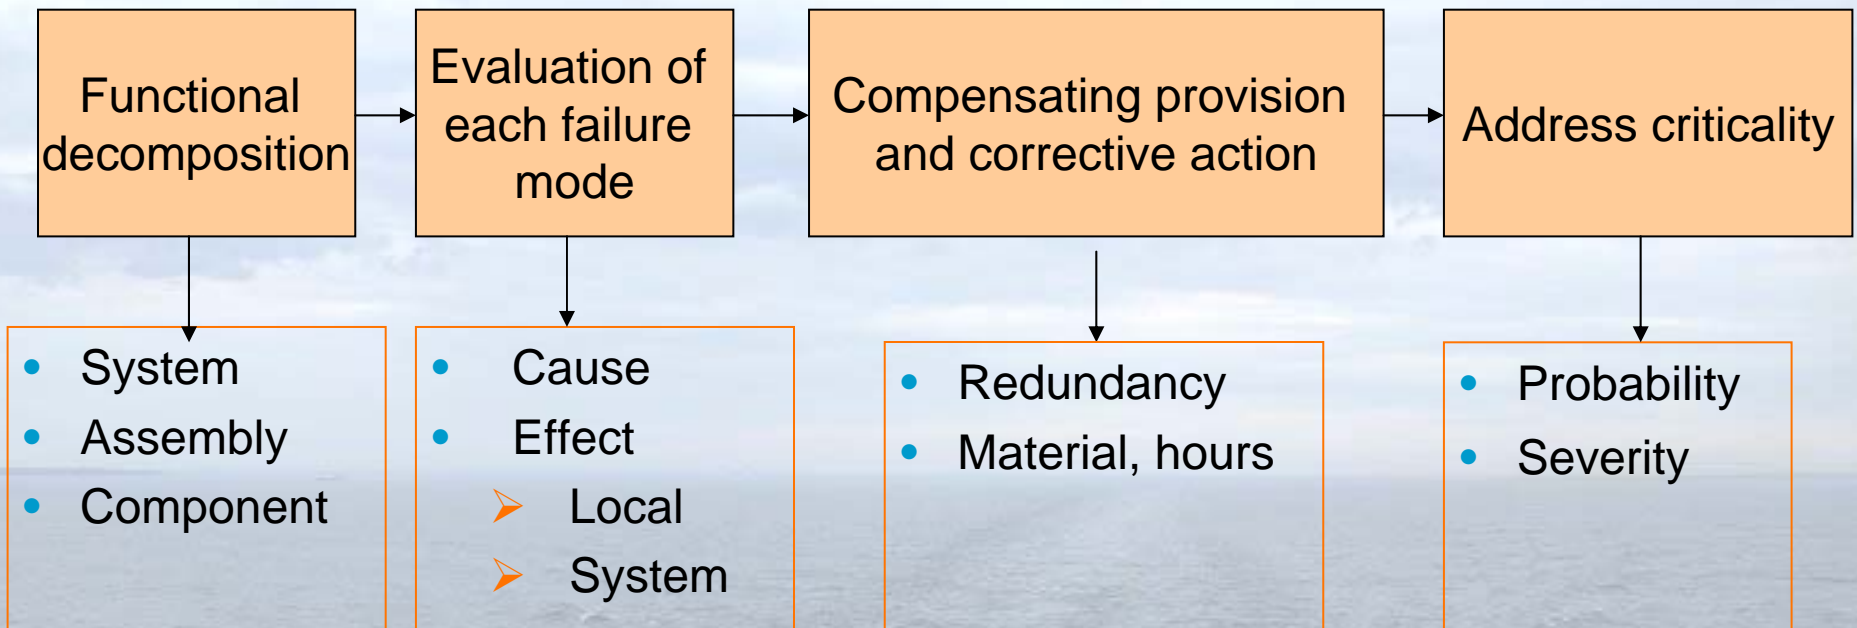 Functional
decomposition
Evaluation of
each failure
mode
Compensating provision
and corrective action
Address criticality
• System
• Assembly
• Component
• Cause
• Effect
➢ Local
➢ System
• Redundancy
• Material, hours
• Probability
• Severity